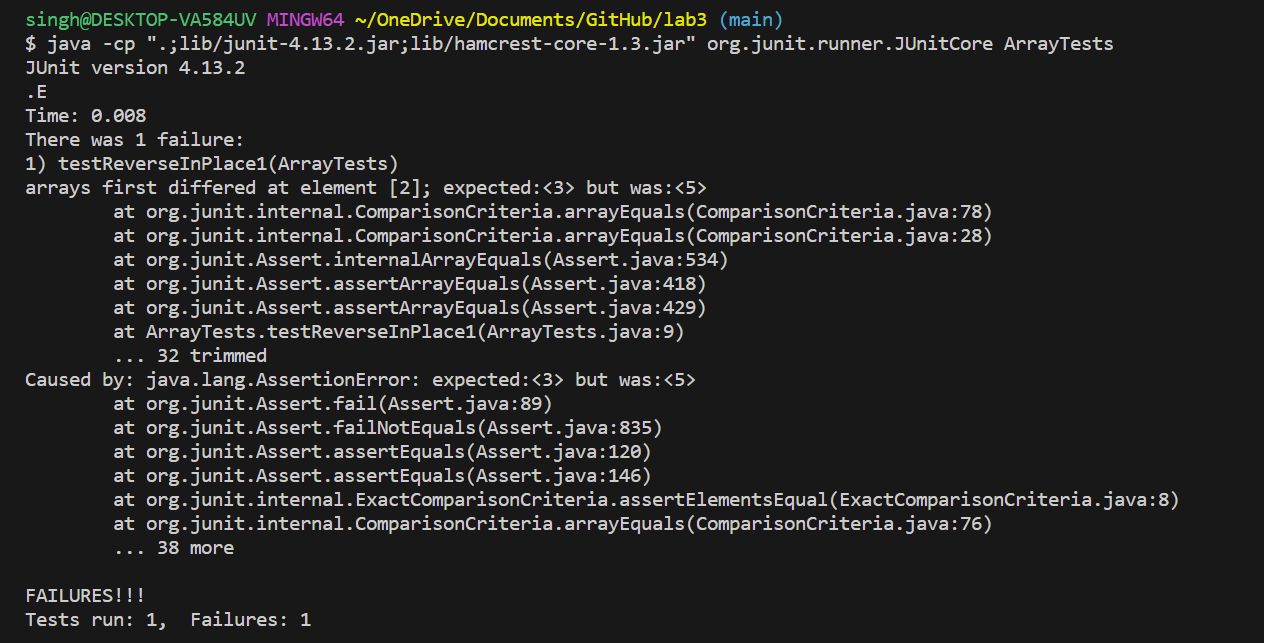 singh@DESKTOP-VA584UV MINGW64 ~/OneDrive/Documents/GitHub/lab3 (main)
$ java -cp ".;lib/junit-4.13.2.jar;lib/hamcrest-core-1.3.jar" org.junit.runner.JUnitCore ArrayTests
JUnit version 4.13.2
.E
Time: 0.008
There was 1 failure:
1) testReverseInPlace1(ArrayTests)
arrays first differed at element [2]; expected:<3> but was:<5>
        at org.junit.internal.ComparisonCriteria.arrayEquals(ComparisonCriteria.java:78)
        at org.junit.internal.ComparisonCriteria.arrayEquals(ComparisonCriteria.java:28)
        at org.junit.Assert.internalArrayEquals(Assert.java:534)
        at org.junit.Assert.assertArrayEquals(Assert.java:418)
        at org.junit.Assert.assertArrayEquals(Assert.java:429)
        at ArrayTests.testReverseInPlace1(ArrayTests.java:9)
        ... 32 trimmed
Caused by: java.lang.AssertionError: expected:<3> but was:<5>
        at org.junit.Assert.fail(Assert.java:89)
        at org.junit.Assert.failNotEquals(Assert.java:835)
        at org.junit.Assert.assertEquals(Assert.java:120)
        at org.junit.Assert.assertEquals(Assert.java:146)
        at org.junit.internal.ExactComparisonCriteria.assertElementsEqual(ExactComparisonCriteria.java:8)
        at org.junit.internal.ComparisonCriteria.arrayEquals(ComparisonCriteria.java:76)
        ... 38 more

FAILURES!!!
Tests run: 1,  Failures: 1